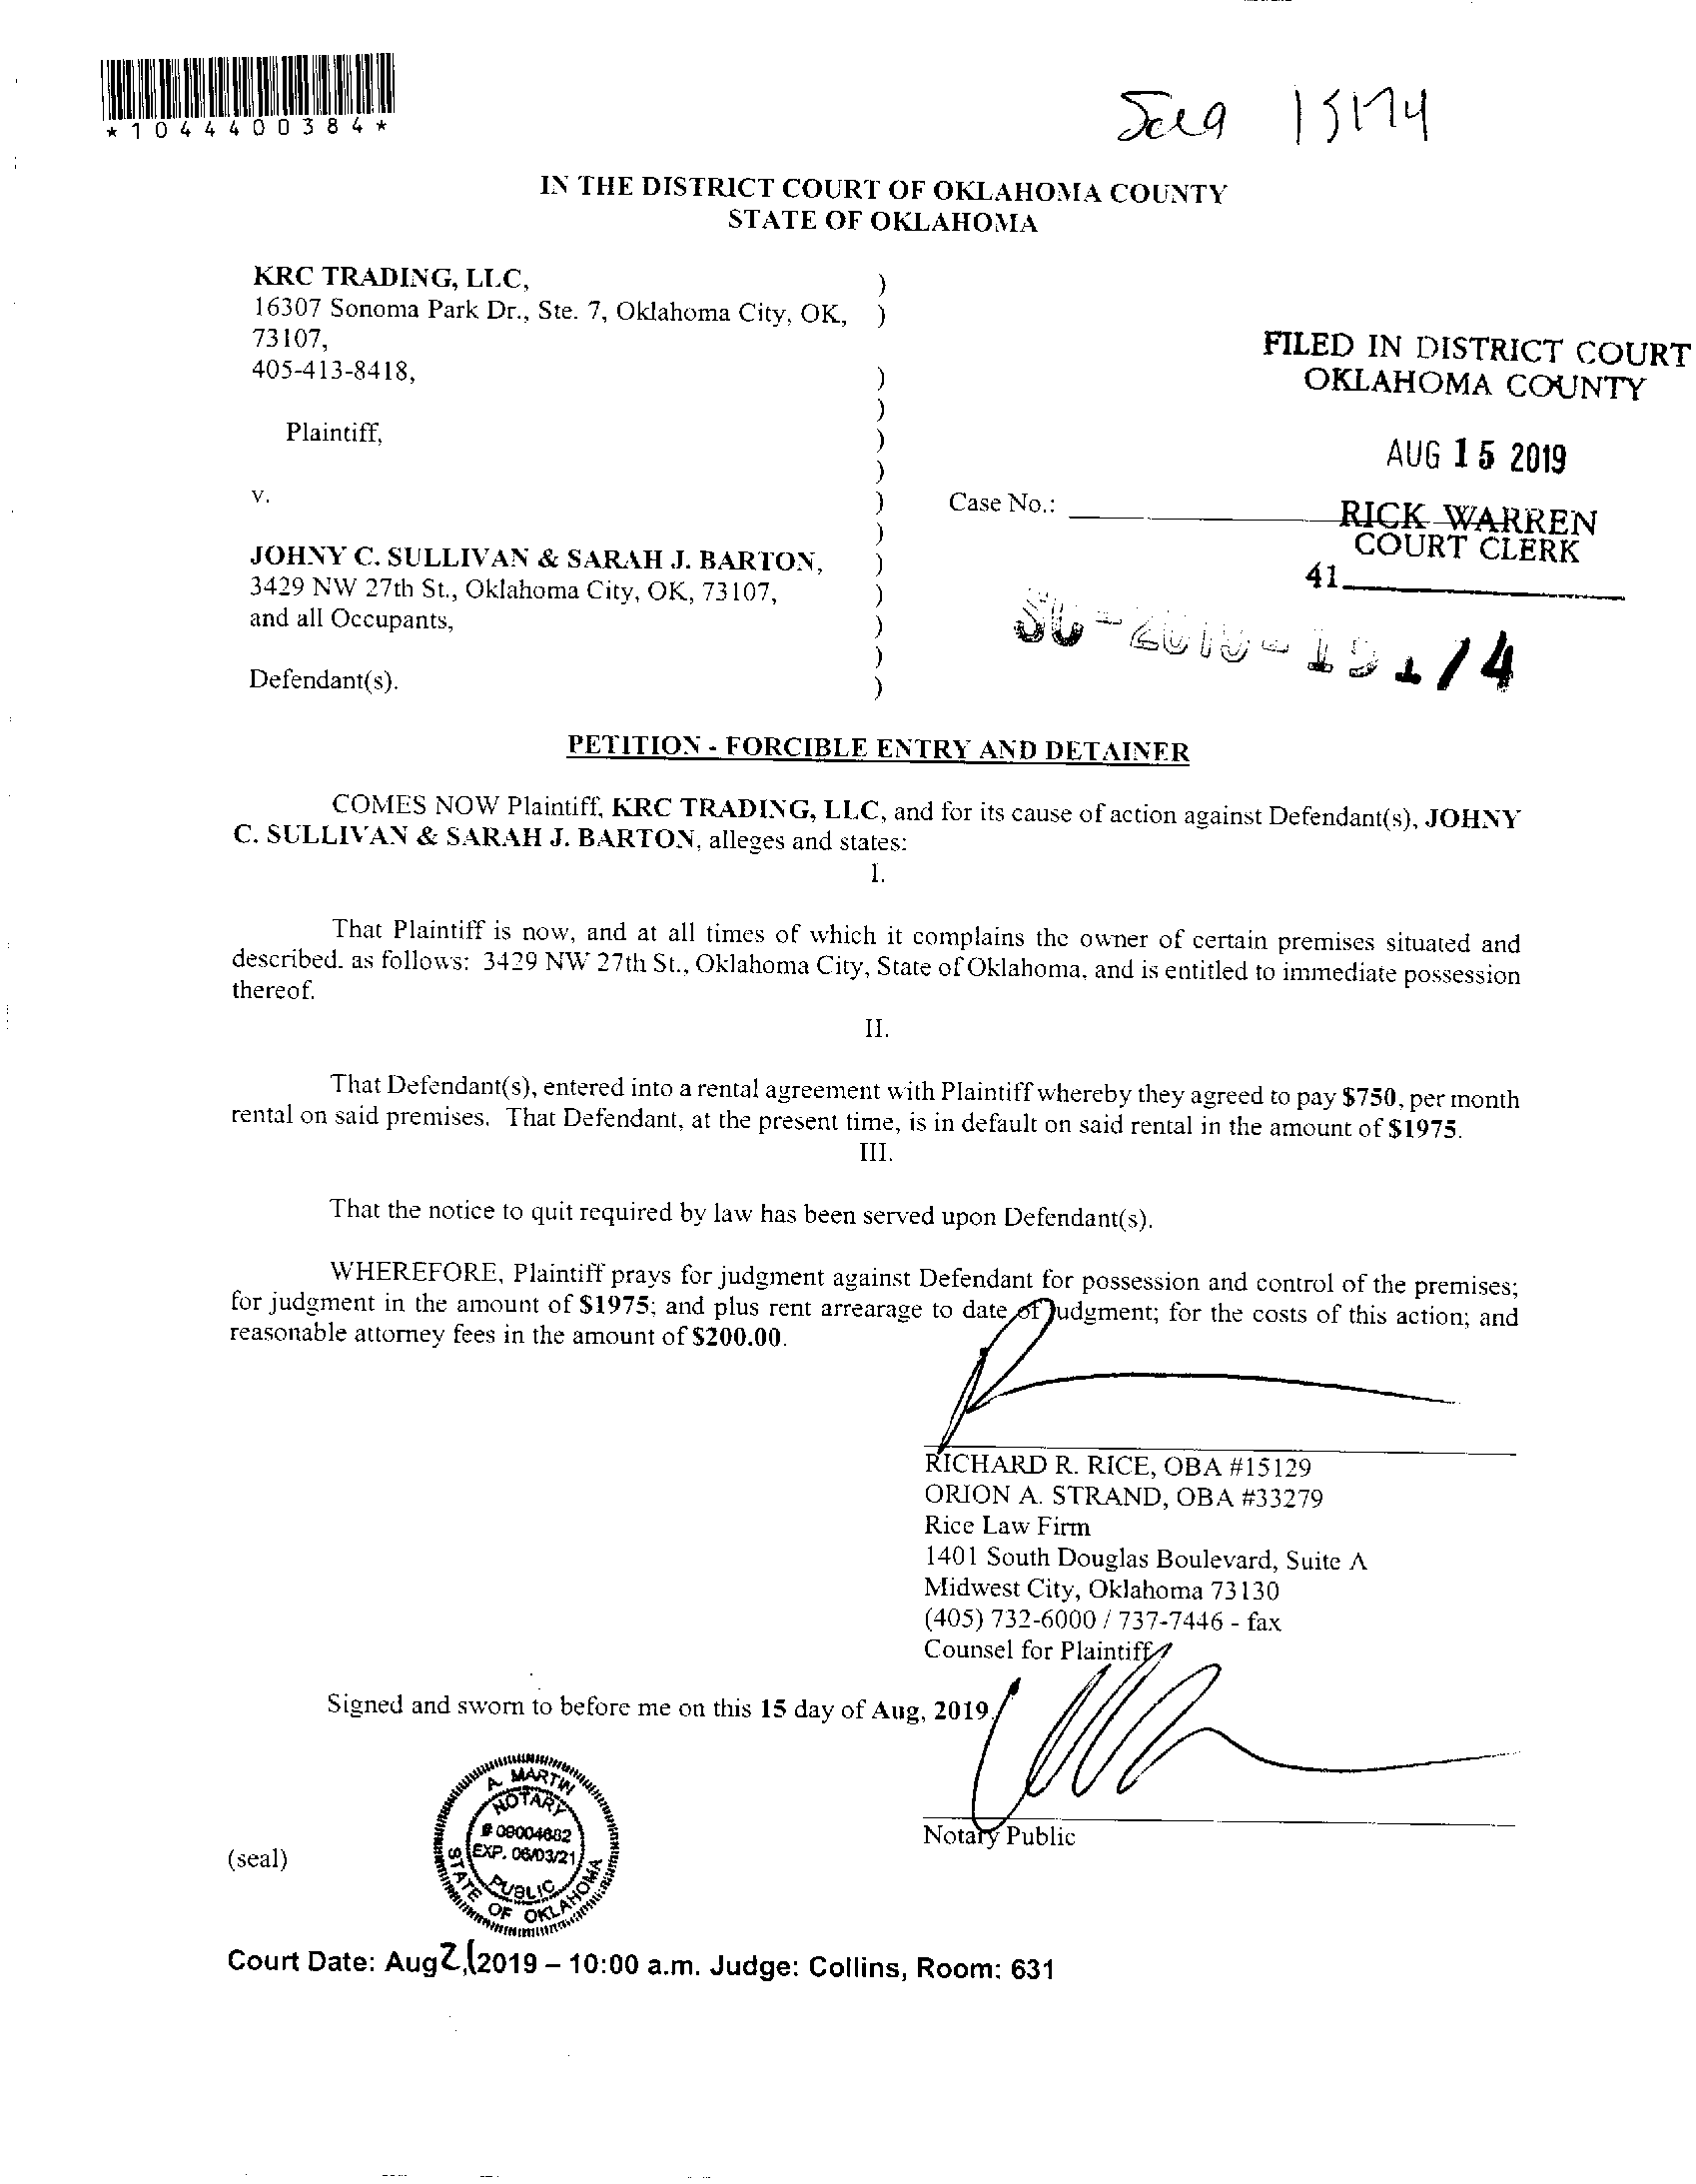 *1044400384*
IN THE DISTRICT COURT OF OKLAHOMA COUNTY
STATE OF OKLAHOMA
KRC TRADING, LLC,
16307 Sonoma Park Dr., Ste. 7, Oklahoma City, OK,
73107,
405-413-8418,
Plaintiff,
v.
JOHNY C. SULLIVAN & SARAH J. BARTON,
3429 NW 27th St., Oklahoma City, OK, 73107,
and all Occupants,
Defendant(s).
FILED IN DISTRICT COURT
OKLAHOMA COUNTY
AUG 15 2019
Case No.:
RICK WARREN
COURT CLERK
41
PETITION - FORCIBLE ENTRY AND DETAINER
COMES NOW Plaintiff, KRC TRADING, LLC, and for its cause of action against Defendant(s), JOHNY
C. SULLIVAN & SARAH J. BARTON, alleges and states:
I.
That Plaintiff is now, and at all times of which it complains the owner of certain premises situated and
described. as follows: 3429 NW 27th St., Oklahoma City, State of Oklahoma, and is entitled to immediate possession
thereof.
II.
That Defendant(s), entered into a rental agreement with Plaintiff whereby they agreed to pay $750, per month
rental on said premises. That Defendant, at the present time, is in default on said rental in the amount of $1975.
III.
That the notice to quit required by law has been served upon Defendant(s).
WHEREFORE, Plaintiff prays for judgment against Defendant for possession and control of the premises;
for judgment in the amount of $1975; and plus rent arrearage to date of Judgment; for the costs of this action; and
reasonable attorney fees in the amount of $200.00.
RICHARD R. RICE, OBA #15129
ORION A. STRAND, OBA #33279
Rice Law Firm
1401 South Douglas Boulevard, Suite A
Midwest City, Oklahoma 73130
(405) 732-6000 / 737-7446 - fax
Counsel for Plaintiff
Signed and sworn to before me on this 15 day of Aug, 2019.
A. MARTIN
NOTARY
# 09004682
EXP. 06/03/21
PUBLIC
STATE OF OKLAHOMA
Notary Public
(seal)
Court Date: Aug 21, 2019 – 10:00 a.m. Judge: Collins, Room: 631